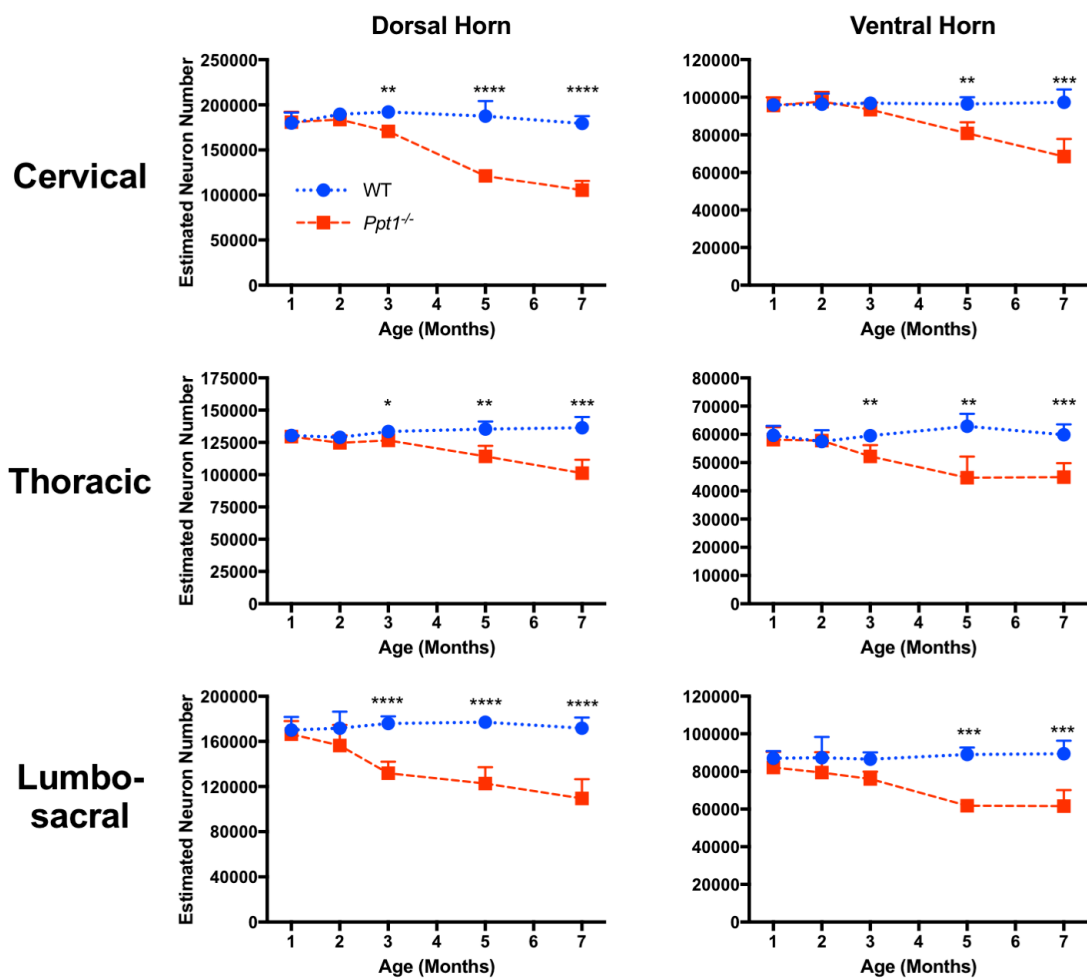 Dorsal Horn
Ventral Horn
Cervical
Estimated Neuron Number
250000
200000
150000
100000
50000
0
** **** ****
WT
Ppt1-/-
1 2 3 4 5 6 7
Age (Months)
120000
100000
80000
60000
40000
20000
0
** ***
1 2 3 4 5 6 7
Age (Months)
Thoracic
Estimated Neuron Number
175000
150000
125000
100000
75000
50000
25000
0
* ** ***
1 2 3 4 5 6 7
Age (Months)
80000
70000
60000
50000
40000
30000
20000
10000
0
** ** ***
1 2 3 4 5 6 7
Age (Months)
Lumbo-
sacral
Estimated Neuron Number
200000
160000
120000
80000
40000
0
**** **** ****
1 2 3 4 5 6 7
Age (Months)
120000
100000
80000
60000
40000
20000
0
*** ***
1 2 3 4 5 6 7
Age (Months)